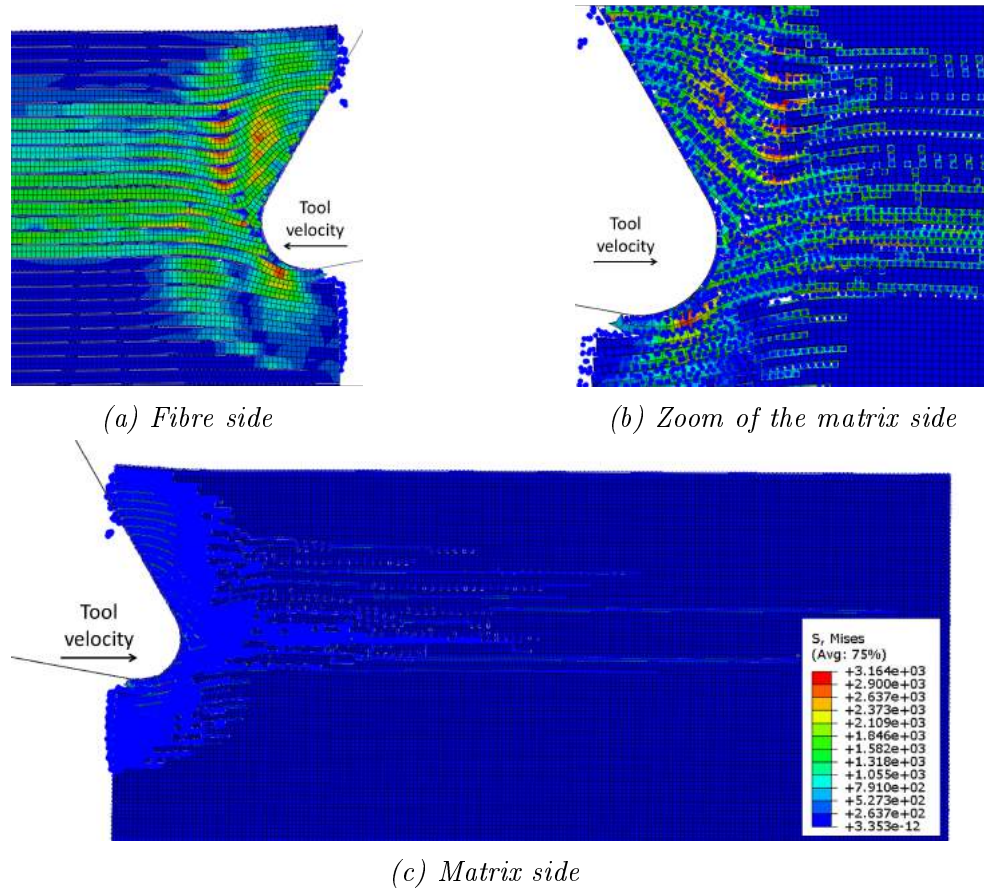 Tool
velocity
Tool
velocity
(a) Fibre side
(b) Zoom of the matrix side
Tool
velocity
S, Mises
(Avg: 75%)
+3.164e+03
+2.900e+03
+2.637e+03
+2.373e+03
+2.109e+03
+1.846e+03
+1.582e+03
+1.318e+03
+1.055e+03
+7.910e+02
+5.273e+02
+2.637e+02
+3.353e-12
(c) Matrix side